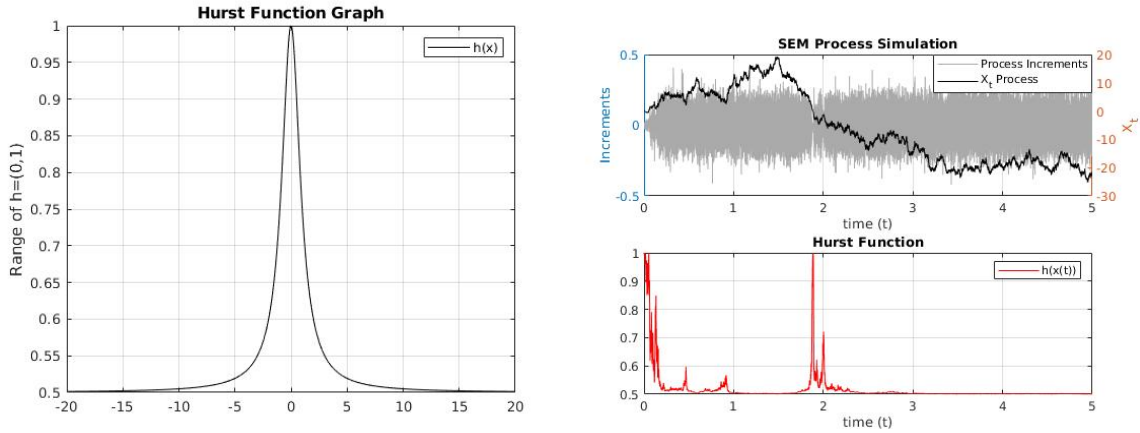 Hurst Function Graph
h(x)
Range of h=(0,1)
1
0.95
0.9
0.85
0.8
0.75
0.7
0.65
0.6
0.55
0.5
-20 -15 -10 -5 0 5 10 15 20
SEM Process Simulation
Process Increments
X_t Process
Increments
0.5
0
-0.5
20
10
0
-10
-20
-30
X_t
0 1 2 3 4 5
time (t)
Hurst Function
h(x(t))
1
0.9
0.8
0.7
0.6
0.5
0 1 2 3 4 5
time (t)